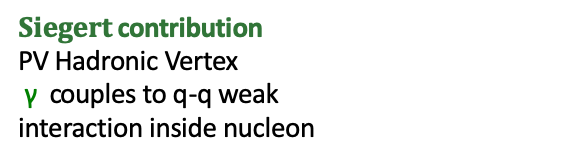 Siegert contribution
PV Hadronic Vertex
γ couples to q-q weak
interaction inside nucleon